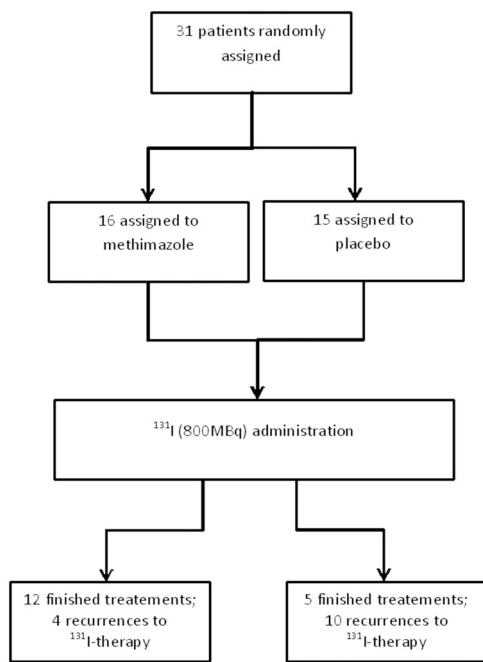 31 patients randomly
assigned
16 assigned to
methimazole
15 assigned to
placebo
¹³¹I (800MBq) administration
12 finished treatements;
4 recurrences to
¹³¹I-therapy
5 finished treatements;
10 recurrences to
¹³¹I-therapy